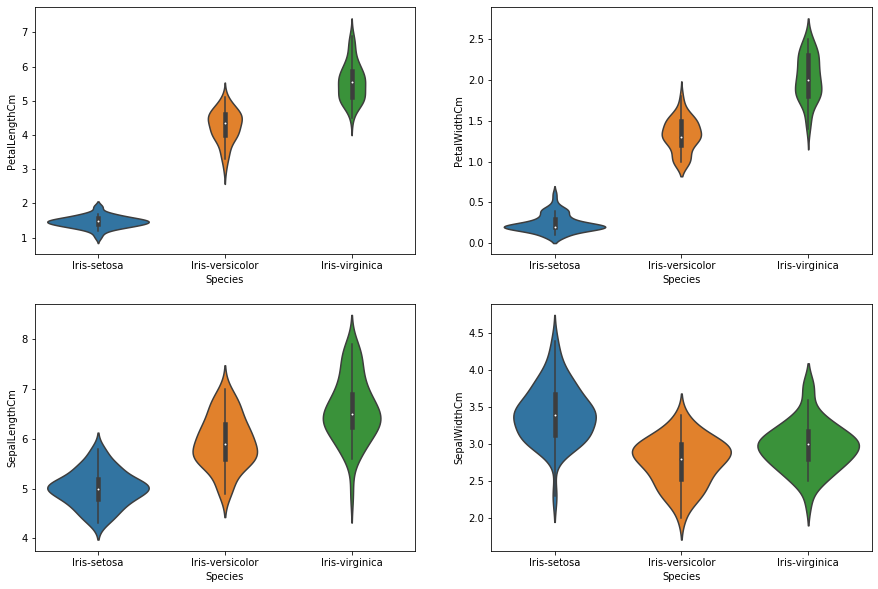 PetalLengthCm
7
6
5
4
3
2
1
Iris-setosa Iris-versicolor Iris-virginica
Species
PetalWidthCm
2.5
2.0
1.5
1.0
0.5
0.0
Iris-setosa Iris-versicolor Iris-virginica
Species
SepalLengthCm
8
7
6
5
4
Iris-setosa Iris-versicolor Iris-virginica
Species
SepalWidthCm
4.5
4.0
3.5
3.0
2.5
2.0
Iris-setosa Iris-versicolor Iris-virginica
Species